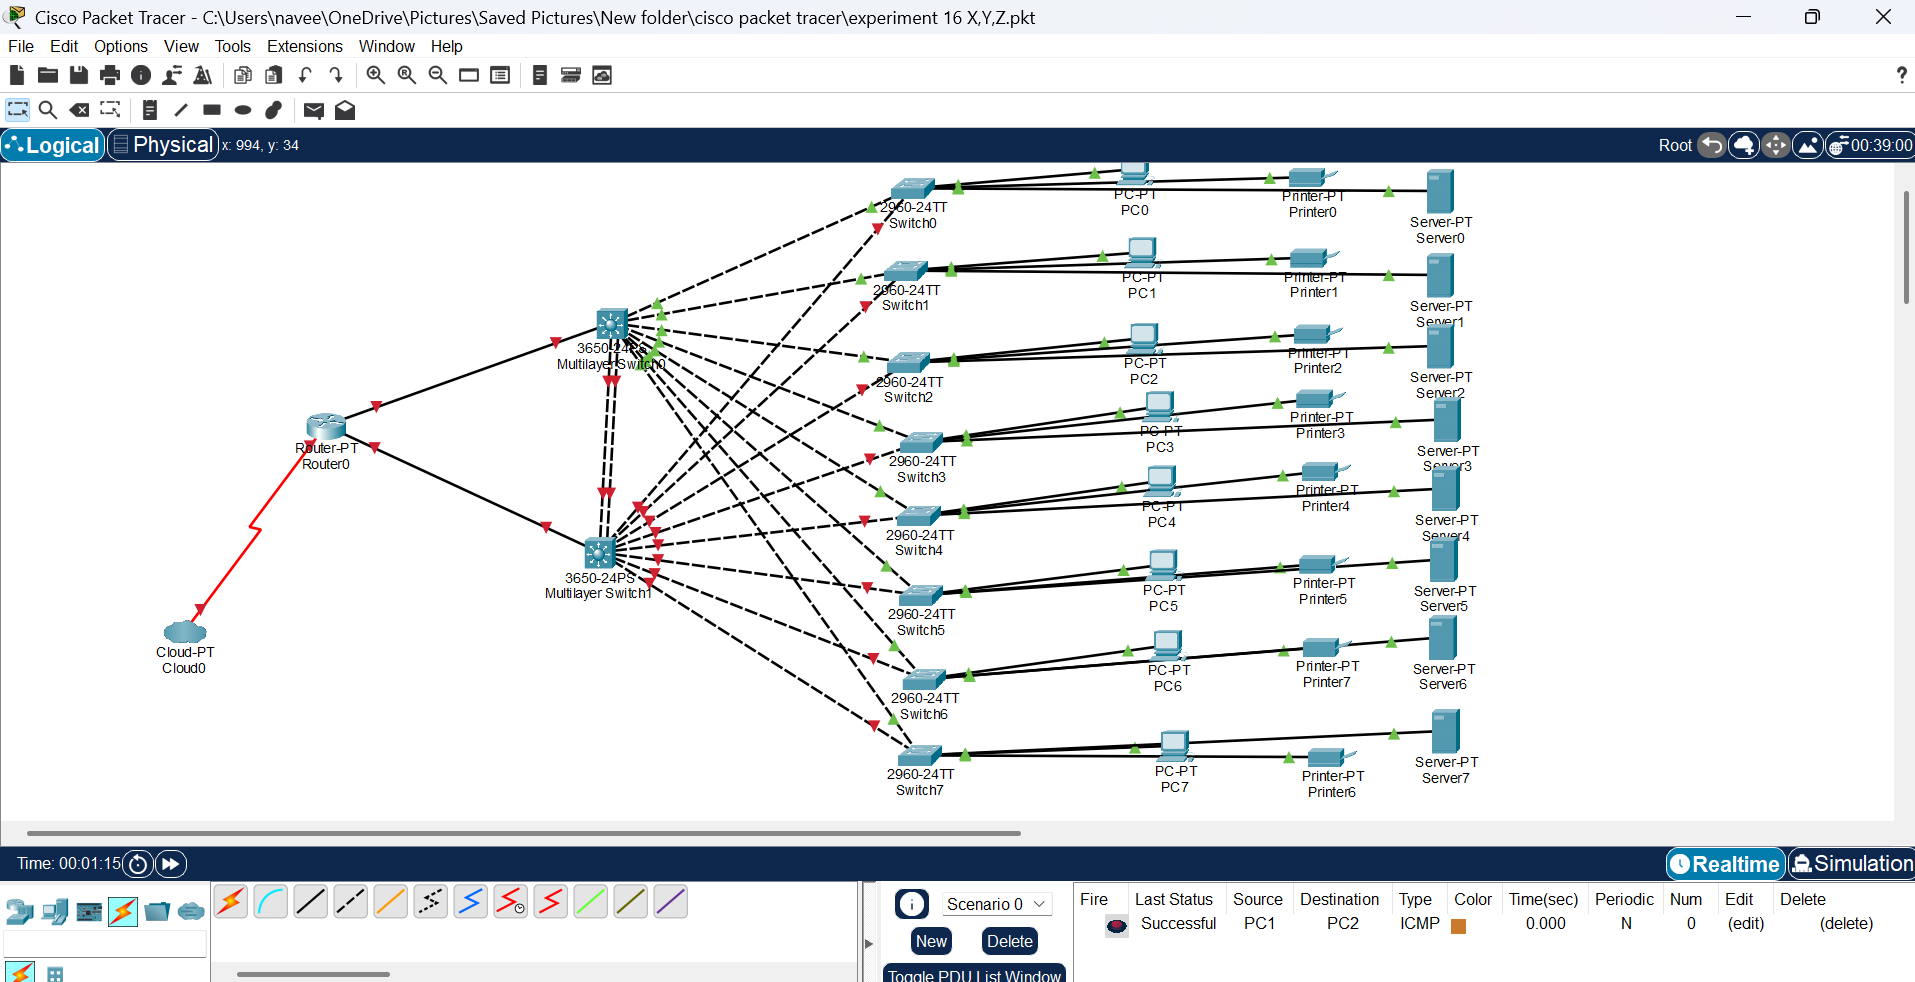 Cisco Packet Tracer - C:\Users\navee\OneDrive\Pictures\Saved Pictures\New folder\cisco packet tracer\experiment 16 X,Y,Z.pkt
File Edit Options View Tools Extensions Window Help
?
Logical Physical x: 994, y: 34 Root 00:39:00
2960-24TT
Switch0
PC-PT
PC0
Printer-PT
Printer0
Server-PT
Server0
2960-24TT
Switch1
PC-PT
PC1
Printer-PT
Printer1
Server-PT
Server1
3650-24PS
Multilayer Switch0
2960-24TT
Switch2
PC-PT
PC2
Printer-PT
Printer2
Server-PT
Server2
Router-PT
Router0
2960-24TT
Switch3
PC-PT
PC3
Printer-PT
Printer3
Server-PT
Server3
2960-24TT
Switch4
PC-PT
PC4
Printer-PT
Printer4
Server-PT
Server4
3650-24PS
Multilayer Switch1
2960-24TT
Switch5
PC-PT
PC5
Printer-PT
Printer5
Server-PT
Server5
Cloud-PT
Cloud0
2960-24TT
Switch6
PC-PT
PC6
Printer-PT
Printer7
Server-PT
Server6
2960-24TT
Switch7
PC-PT
PC7
Printer-PT
Printer6
Server-PT
Server7
Time: 00:01:15 Realtime Simulation
Scenario 0
New Delete
Toggle PDU List Window
Fire Last Status Source Destination Type Color Time(sec) Periodic Num Edit Delete
Successful PC1 PC2 ICMP 0.000 N 0 (edit) (delete)